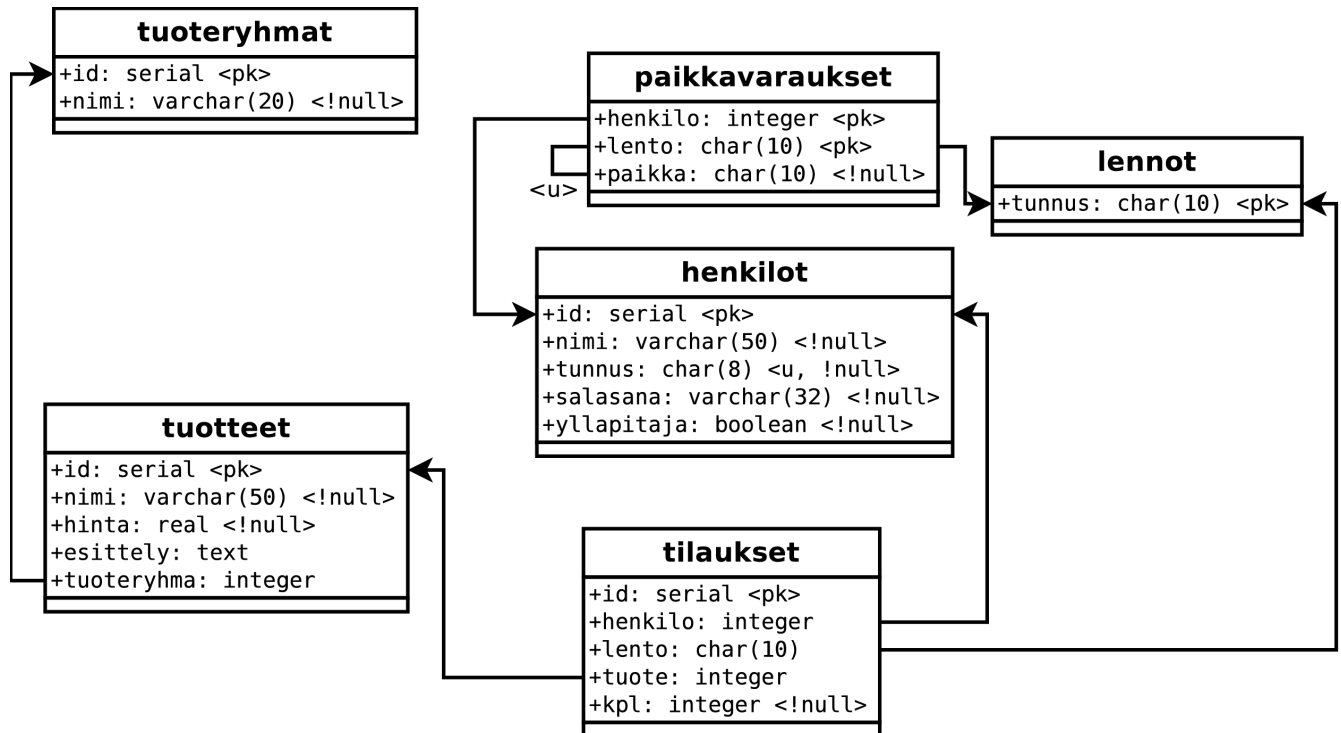 tuoteryhmat
+id: serial <pk>
+nimi: varchar(20) <!null>
paikkavaraukset
+henkilo: integer <pk>
+lento: char(10) <pk>
+paikka: char(10) <!null>
<u>
lennot
+tunnus: char(10) <pk>
henkilot
+id: serial <pk>
+nimi: varchar(50) <!null>
+tunnus: char(8) <u, !null>
+salasana: varchar(32) <!null>
+yllapitaja: boolean <!null>
tuotteet
+id: serial <pk>
+nimi: varchar(50) <!null>
+hinta: real <!null>
+esittely: text
+tuoteryhma: integer
tilaukset
+id: serial <pk>
+henkilo: integer
+lento: char(10)
+tuote: integer
+kpl: integer <!null>